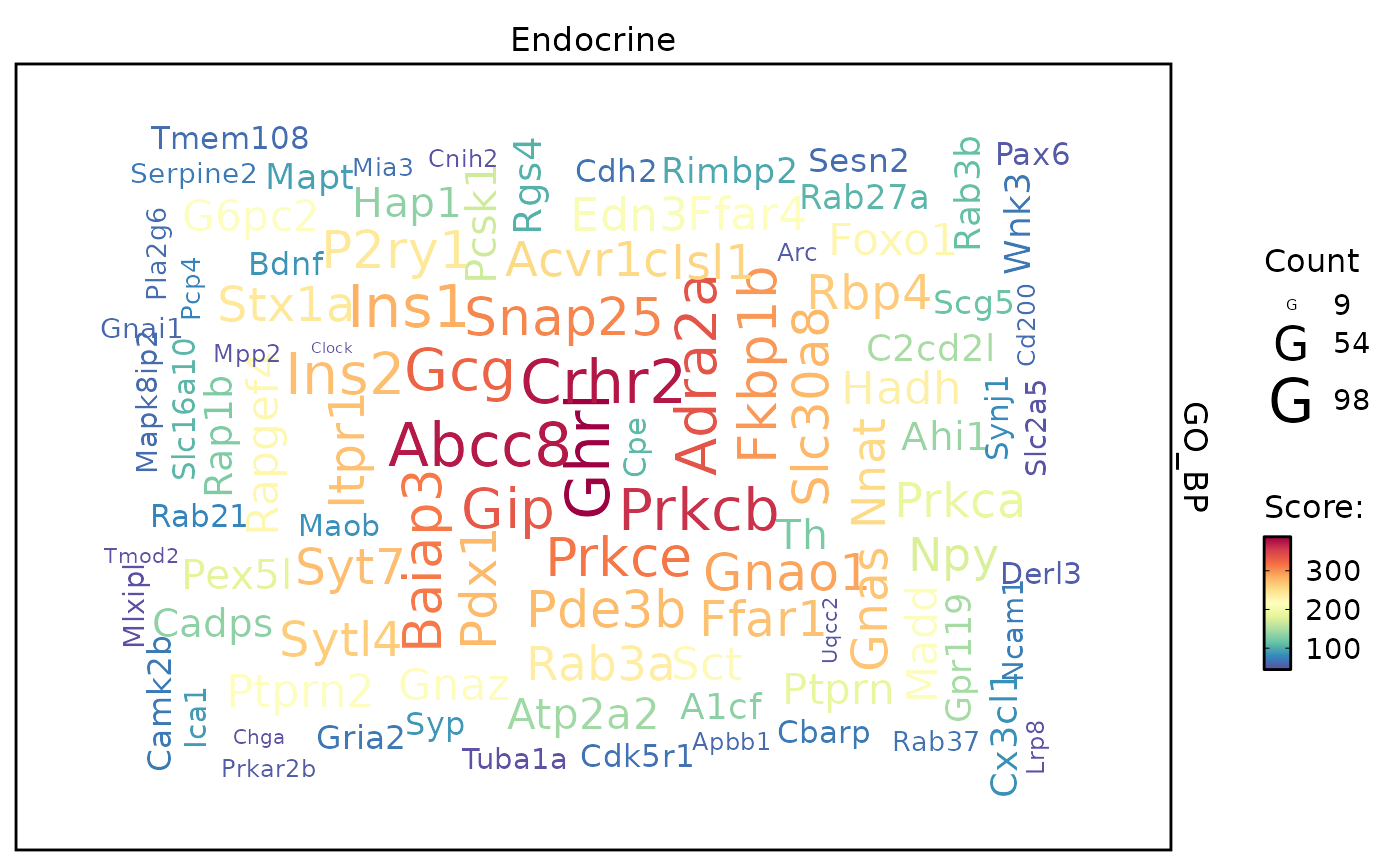 Endocrine
Tmem108
Serpine2
Mapt
Mia3
Cnih2
Rgs4
Cdh2
Rimbp2
Sesn2
Rab27a
Rab3b
Pax6
Wnk3
Pla2g6
G6pc2
Hap1
Pcsk1
Edn3
Ffar4
Foxo1
Arc
Pcp4
Bdnf
P2ry1
Acvr1c
Isl1
Rbp4
Scg5
Cd200
Gnai1
Stx1a
Ins1
Snap25
Adra2a
Fkbp1b
Slc30a8
C2cd2l
Mapk8ip2
Slc16a10
Mpp2
Clock
Ins2
Gcg
Crhr2
Hadh
Synj1
Slc2a5
Rap1b
Rapgef4
Itpr1
Abcc8
Ghrl
Cpe
Nnat
Ahi1
Rab21
Maob
Baiap3
Gip
Prkcb
Th
Prkca
Tmod2
Mlxipl
Pex5l
Syt7
Pdx1
Prkce
Gnao1
Gnas
Npy
Derl3
Cadps
Sytl4
Pde3b
Ffar1
Uqcc2
Madd
Gpr119
Ncam1
Camk2b
Ica1
Ptprn2
Gnaz
Rab3a
Sct
Ptprn
Cx3cl1
Chga
Gria2
Syp
Atp2a2
A1cf
Apbb1
Cbarp
Rab37
Lrp8
Prkar2b
Tuba1a
Cdk5r1
GO_BP
Count
G 9
G 54
G 98
Score:
300
200
100